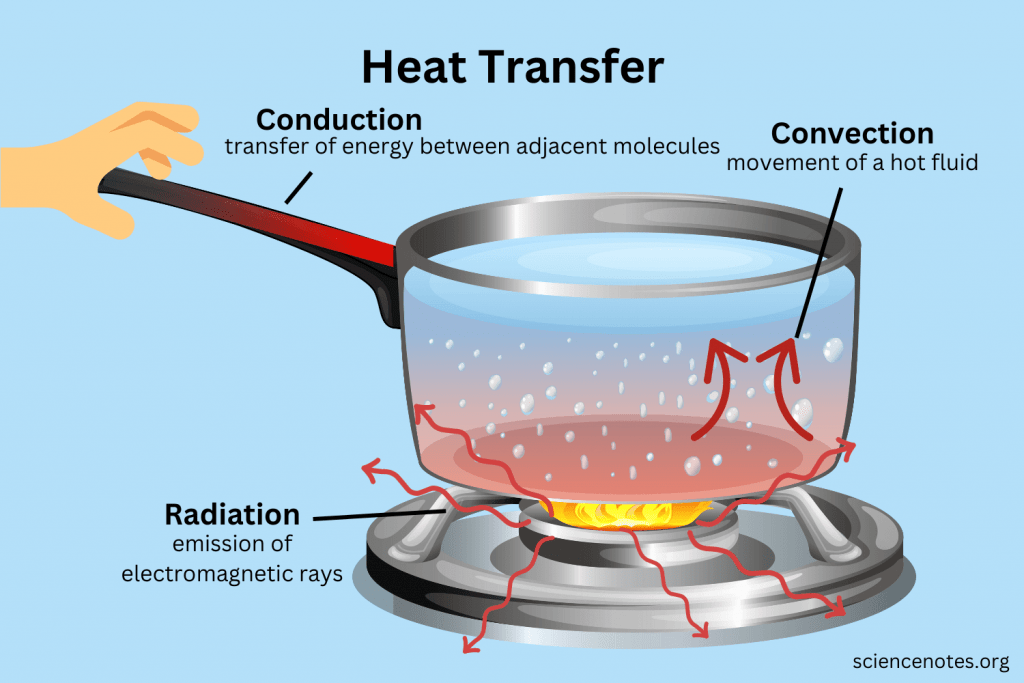 Heat Transfer
Conduction
transfer of energy between adjacent molecules
Convection
movement of a hot fluid
Radiation
emission of
electromagnetic rays
sciencenotes.org